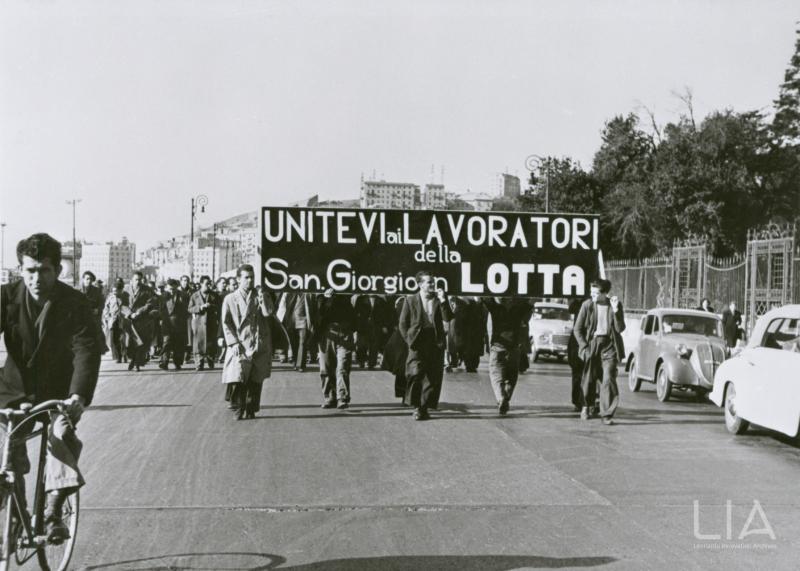 UNITEVI ai LAVORATORI
della
San. Giorgio in LOTTA
LIA
Leonardo Innovation Archives